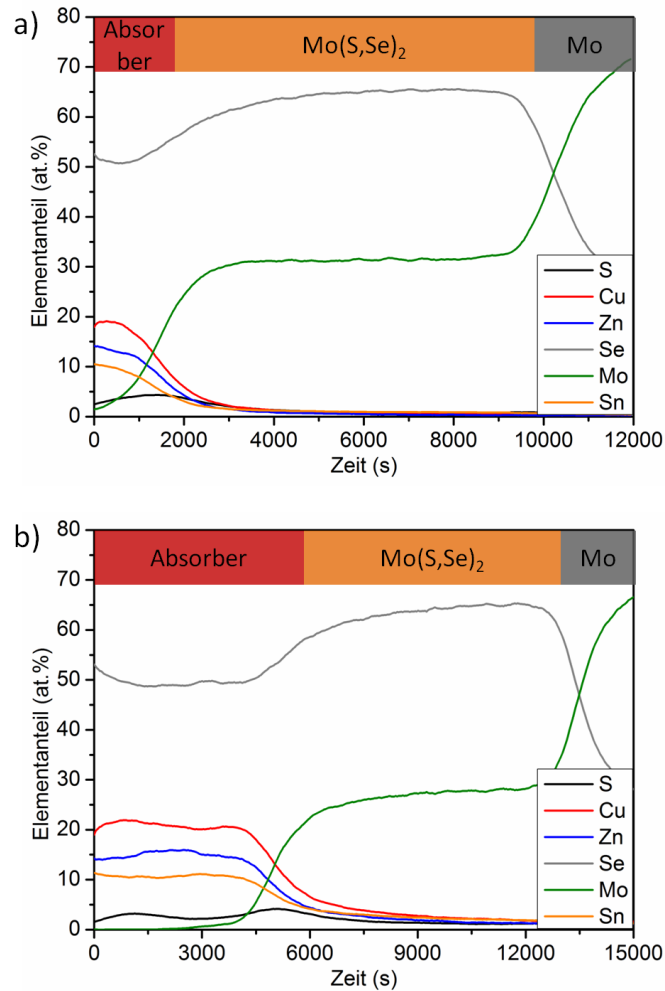 a)
Absor
ber
Mo(S,Se)2
Mo
80
70
60
50
40
30
20
10
0
Elementanteil (at.%)
S
Cu
Zn
Se
Mo
Sn
0 2000 4000 6000 8000 10000 12000
Zeit (s)
b)
Absorber
Mo(S,Se)2
Mo
80
70
60
50
40
30
20
10
0
Elementanteil (at.%)
S
Cu
Zn
Se
Mo
Sn
0 3000 6000 9000 12000 15000
Zeit (s)